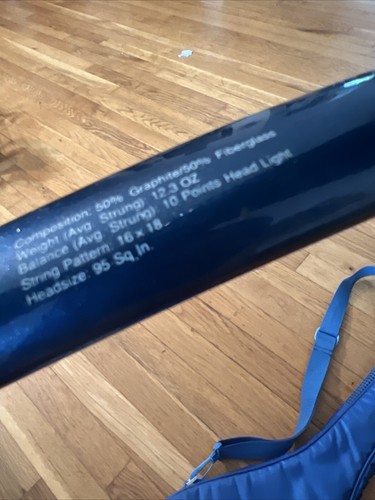 Composition: 50% Graphite/50% Fiberglass
Weight (Avg. Strung) 12.3 OZ
Balance (Avg. Strung) 10 Points Head Light
String Pattern: 16 x 18
Headsize: 95 Sq.In.